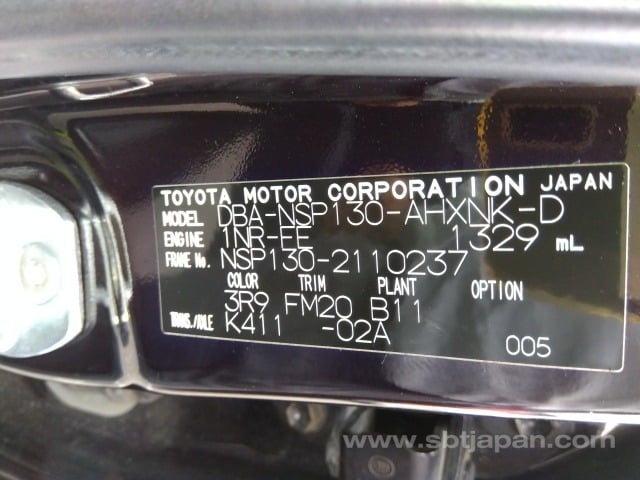 TOYOTA MOTOR CORPORATION JAPAN
MODEL DBA-NSP130-AHXNK-D
ENGINE 1NR-EE 1329 mL
FRAME No. NSP130-2110237
COLOR TRIM PLANT OPTION
3R9 FM20 B11
TRANS./AXLE K411 -02A
005
www.sbtjapan.com